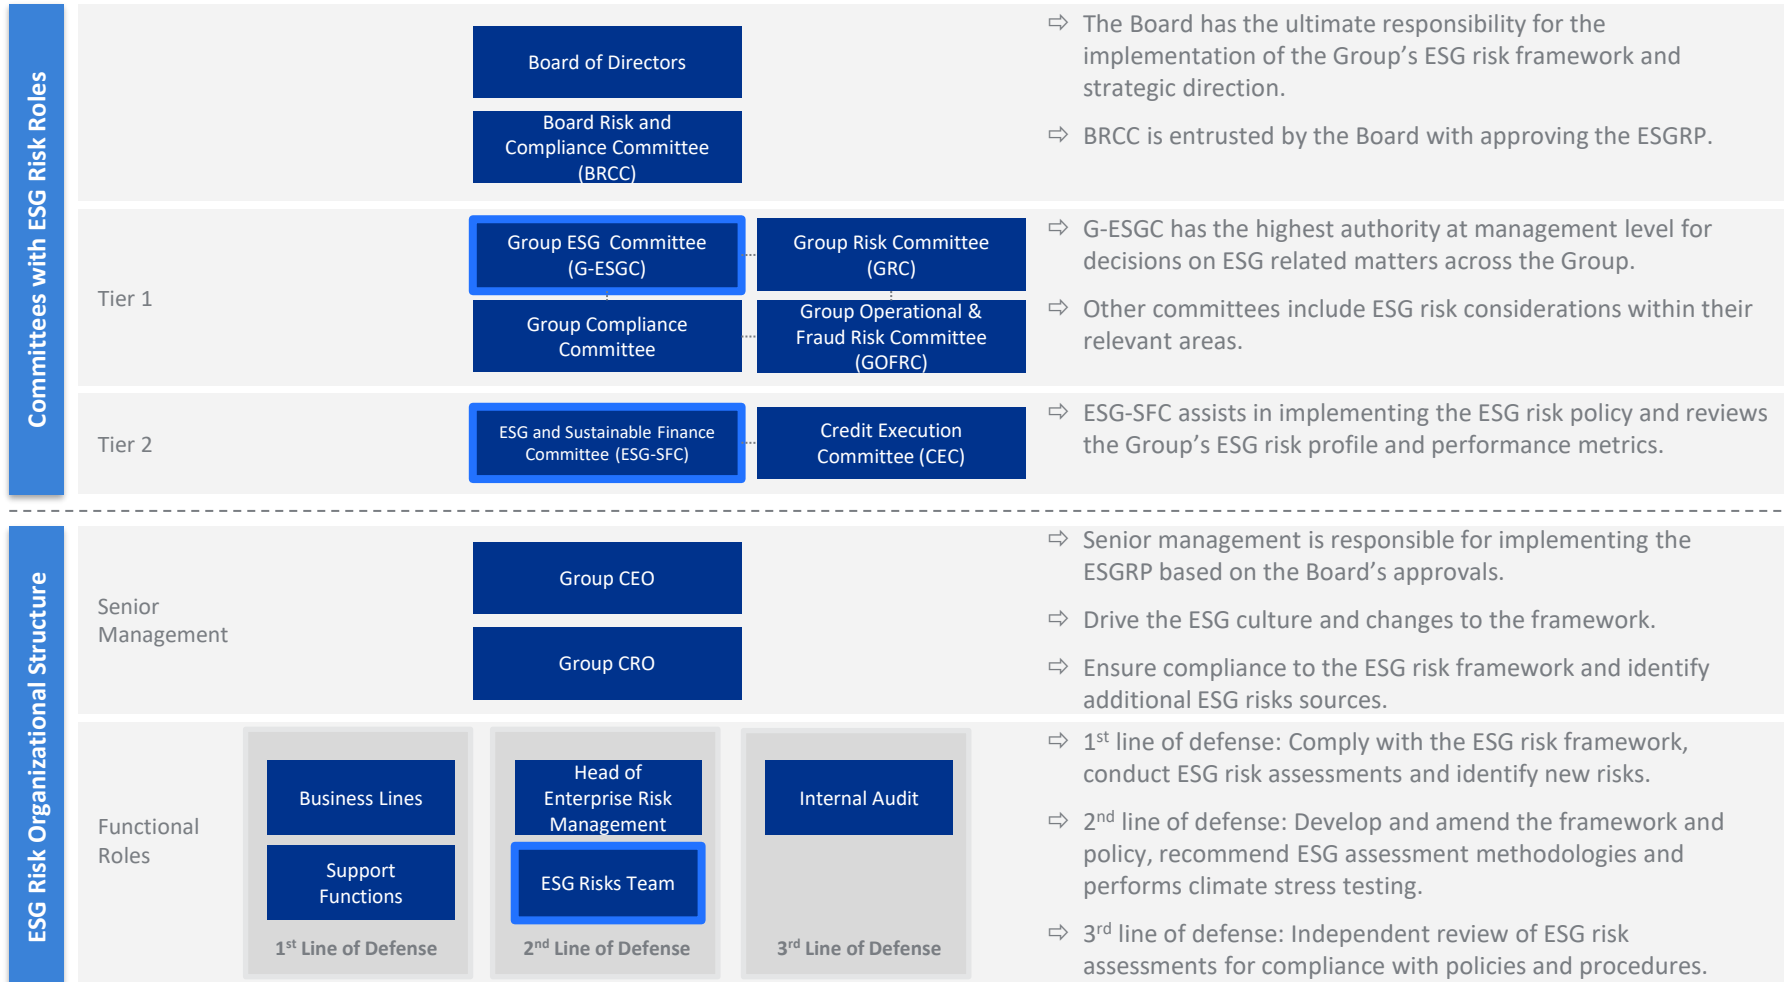 Committees with ESG Risk Roles
Board of Directors
Board Risk and
Compliance Committee
(BRCC)
⇨ The Board has the ultimate responsibility for the
implementation of the Group’s ESG risk framework and
strategic direction.
⇨ BRCC is entrusted by the Board with approving the ESGRP.
Tier 1
Group ESG Committee
(G-ESGC)
Group Risk Committee
(GRC)
Group Compliance
Committee
Group Operational &
Fraud Risk Committee
(GOFRC)
⇨ G-ESGC has the highest authority at management level for
decisions on ESG related matters across the Group.
⇨ Other committees include ESG risk considerations within their
relevant areas.
Tier 2
ESG and Sustainable Finance
Committee (ESG-SFC)
Credit Execution
Committee (CEC)
⇨ ESG-SFC assists in implementing the ESG risk policy and reviews
the Group’s ESG risk profile and performance metrics.
ESG Risk Organizational Structure
Senior
Management
Group CEO
Group CRO
⇨ Senior management is responsible for implementing the
ESGRP based on the Board’s approvals.
⇨ Drive the ESG culture and changes to the framework.
⇨ Ensure compliance to the ESG risk framework and identify
additional ESG risks sources.
Functional
Roles
Business Lines
Support
Functions
1st Line of Defense
Head of
Enterprise Risk
Management
ESG Risks Team
2nd Line of Defense
Internal Audit
3rd Line of Defense
⇨ 1st line of defense: Comply with the ESG risk framework,
conduct ESG risk assessments and identify new risks.
⇨ 2nd line of defense: Develop and amend the framework and
policy, recommend ESG assessment methodologies and
performs climate stress testing.
⇨ 3rd line of defense: Independent review of ESG risk
assessments for compliance with policies and procedures.